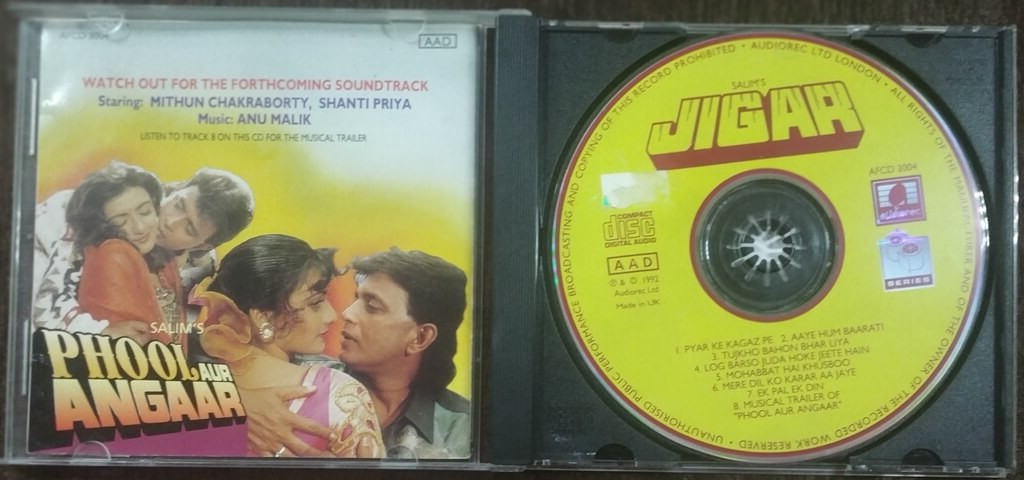 AFCD 2004
AAD
WATCH OUT FOR THE FORTHCOMING SOUNDTRACK
Staring: MITHUN CHAKRABORTY, SHANTI PRIYA
Music: ANU MALIK
LISTEN TO TRACK 8 ON THIS CD FOR THE MUSICAL TRAILER
SALIM'S
PHOOL AUR
ANGAAR
UNAUTHORISED PUBLIC PERFORMANCE BROADCASTING AND COPYING OF THIS RECORD PROHIBITED • AUDIOREC LTD LONDON • ALL RIGHTS OF THE MANUFACTURER AND OF THE OWNER OF THE RECORDED WORK RESERVED •
SALIM'S
JIGAR
AFCD 2004
audiorec
SERIES
COMPACT
disc
DIGITAL AUDIO
AAD
℗ & © 1992
Audiorec Ltd
Made in UK
1. PYAR KE KAGAZ PE 2. AAYE HUM BAARATI
3. TUJKHO BAHON BHAR LIYA
4. LOG BARSO JUDA HOKE JEETE HAIN
5. MOHABBAT HAI KHUSBOO
6. MERE DIL KO KARAR AA JAYE
7. EK PAL EK DIN
8. MUSICAL TRAILER OF
"PHOOL AUR ANGAAR"